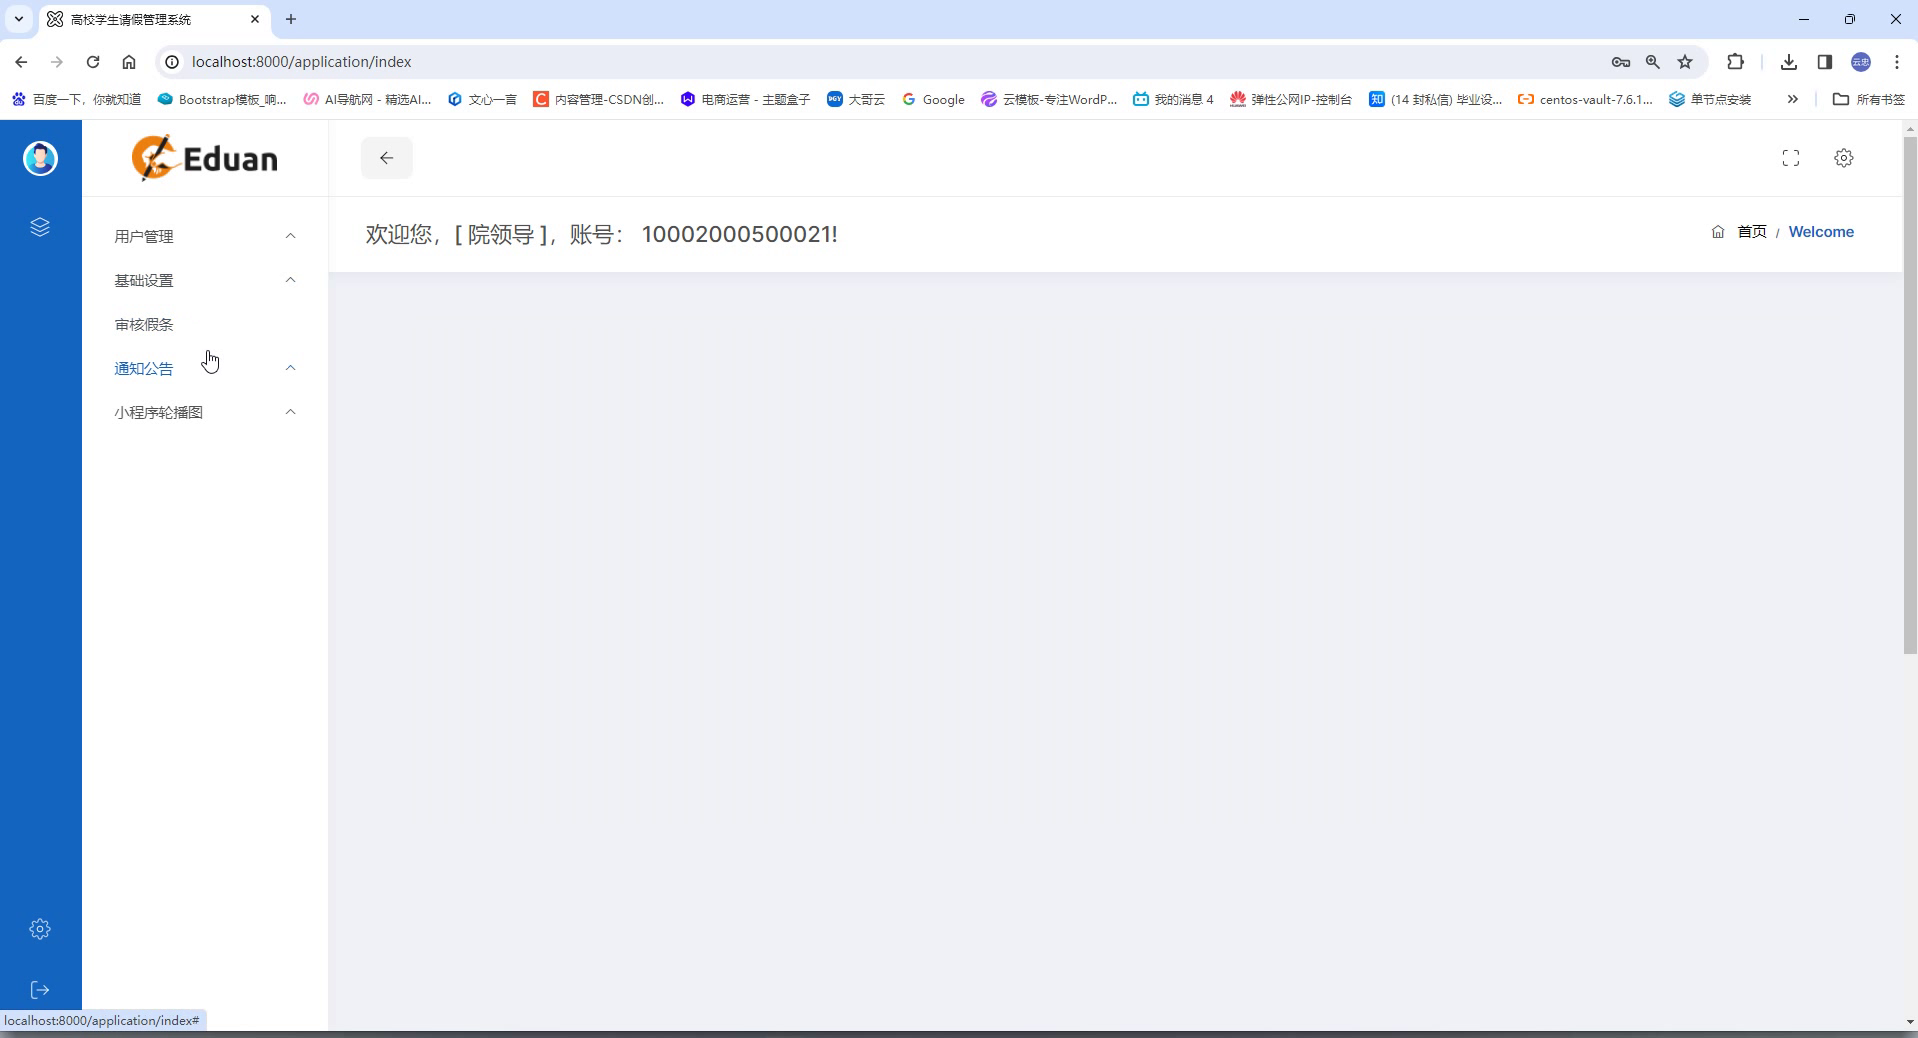 高校学生请假管理系统
localhost:8000/application/index
百度一下，你就知道 Bootstrap模板_响... AI导航网 - 精选AI... 文心一言 内容管理-CSDN创... 电商运营 - 主题盒子 DGY 大哥云 Google 云模板-专注WordP... 我的消息 4 弹性公网IP-控制台 知 (14 封私信) 毕业设... centos-vault-7.6.1... 单节点安装 » 所有书签
Eduan
欢迎您，[ 院领导 ]，账号： 10002000500021!
首页 / Welcome
用户管理
基础设置
审核假条
通知公告
小程序轮播图
localhost:8000/application/index#